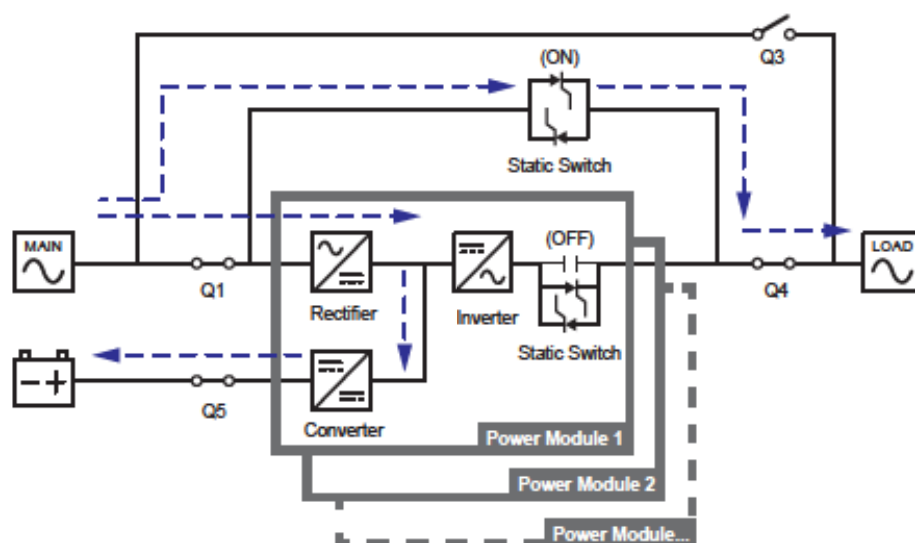 Q3
(ON)
Static Switch
MAIN
(OFF)
LOAD
Q1
Q4
Rectifier
Inverter
Static Switch
Q5
Converter
Power Module 1
Power Module 2
Power Module...